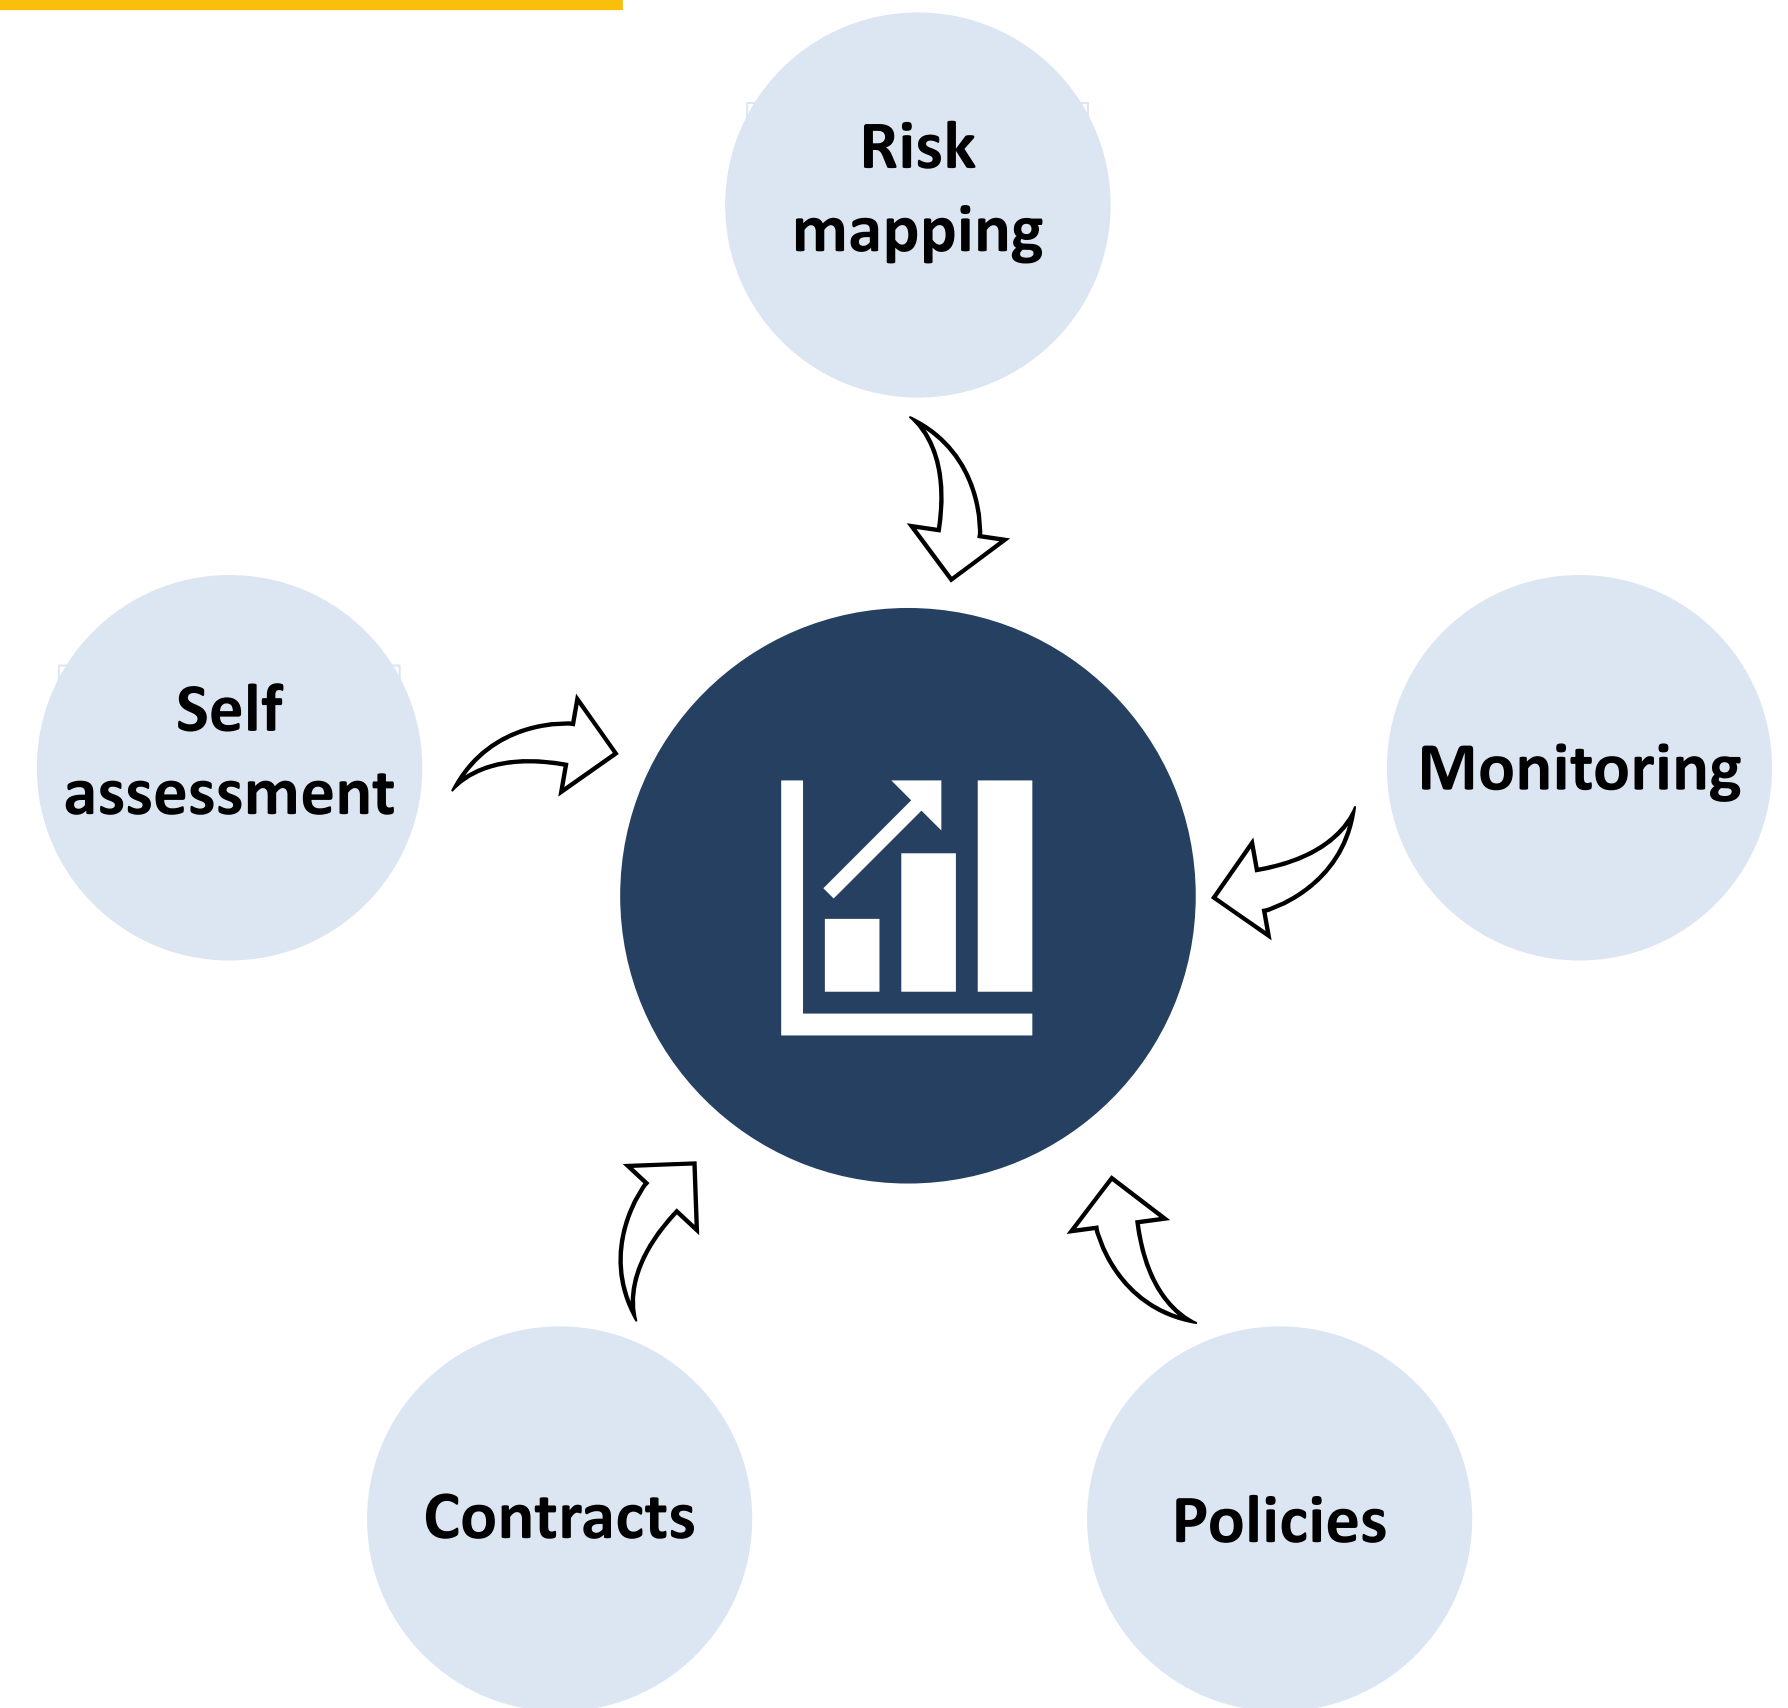 Risk
mapping
Self
assessment
Monitoring
Contracts
Policies